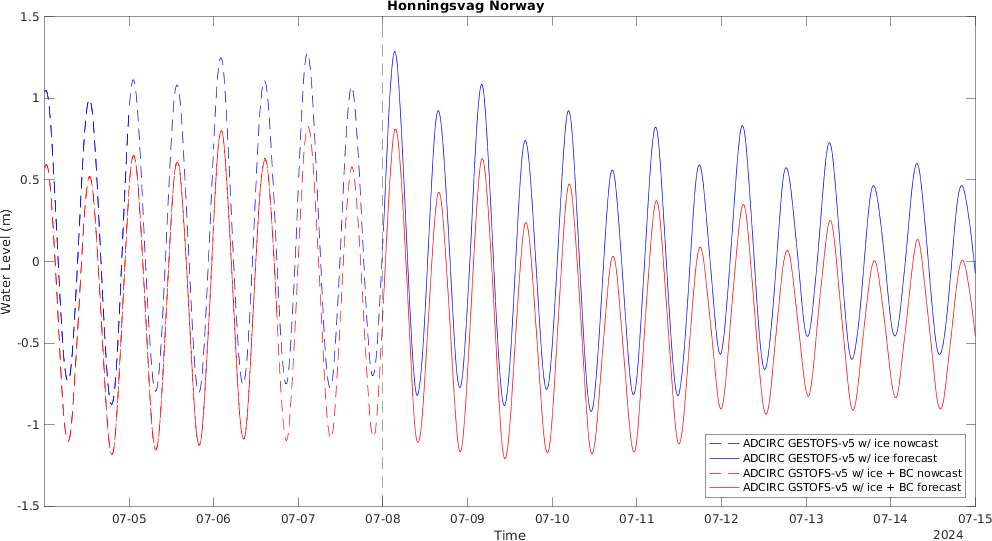 Honningsvag Norway
1.5
1
0.5
0
-0.5
-1
-1.5
Water Level (m)
07-05
07-06
07-07
07-08
07-09
07-10
07-11
07-12
07-13
07-14
07-15
Time
2024
ADCIRC GESTOFS-v5 w/ ice nowcast
ADCIRC GESTOFS-v5 w/ ice forecast
ADCIRC GSTOFS-v5 w/ ice + BC nowcast
ADCIRC GSTOFS-v5 w/ ice + BC forecast